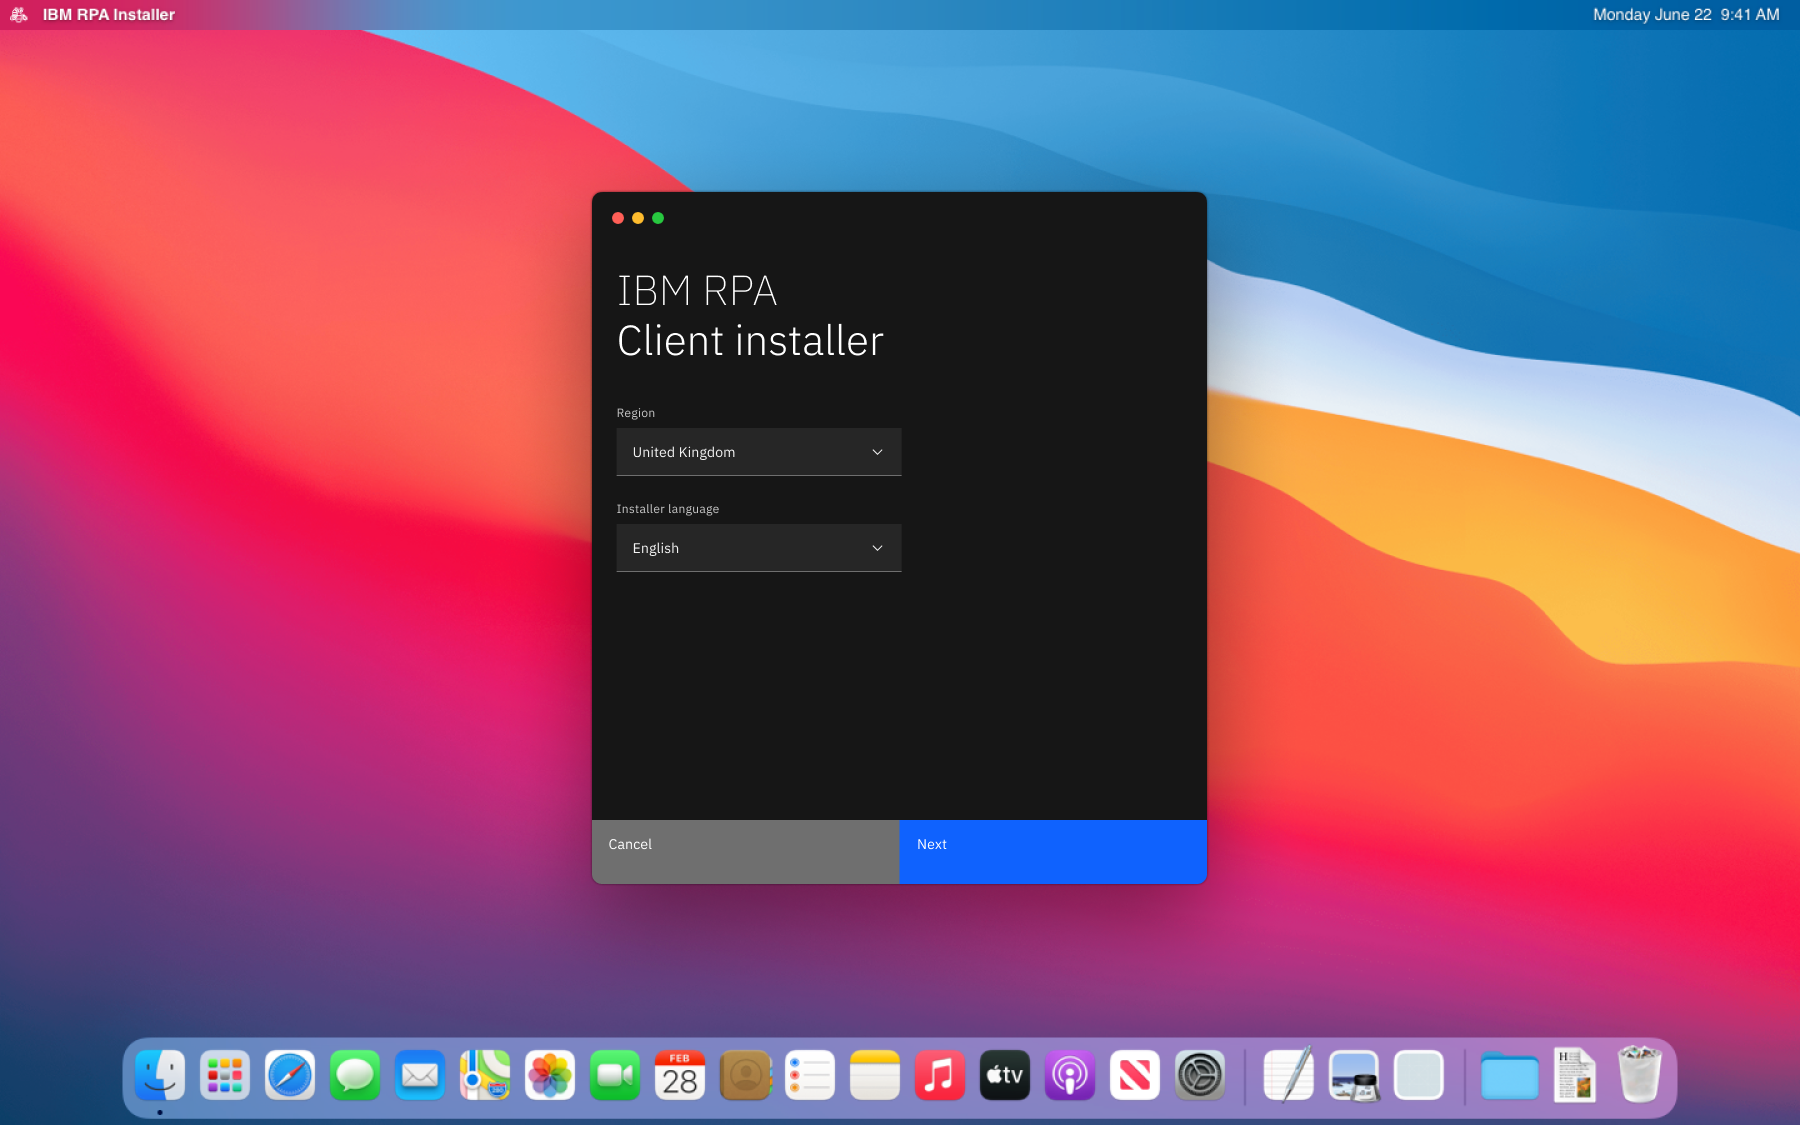 IBM RPA Installer
Monday June 22 9:41 AM
IBM RPA
Client installer
Region
United Kingdom
Installer language
English
Cancel
Next
FEB
28
tv